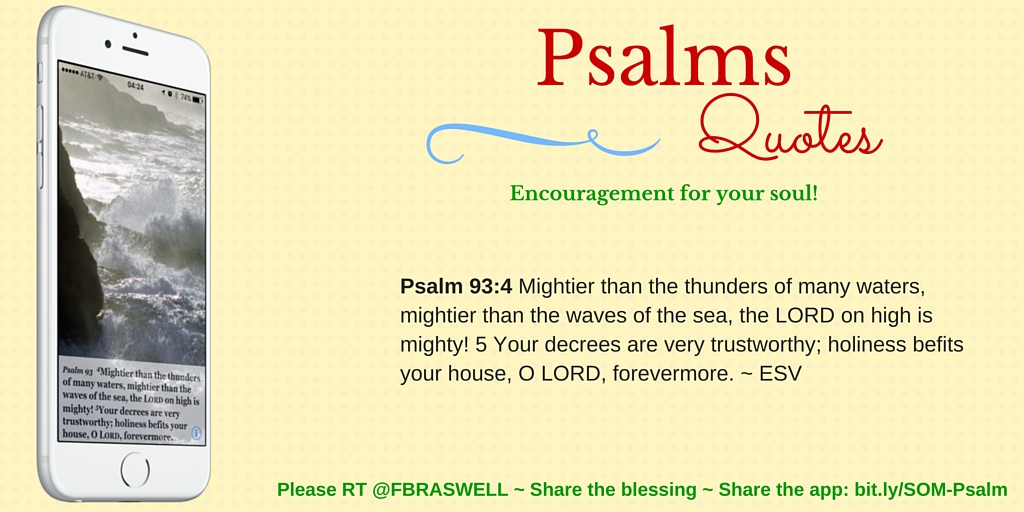 Psalms
Quotes
Encouragement for your soul!
Psalm 93:4 Mightier than the thunders of many waters,
mightier than the waves of the sea, the LORD on high is
mighty! 5 Your decrees are very trustworthy; holiness befits
your house, O LORD, forevermore. ~ ESV
AT&T 04:24 74%
Psalm 93 ⁴Mightier than the thunders
of many waters, mightier than the
waves of the sea, the LORD on high is
mighty! ⁵Your decrees are very
trustworthy; holiness befits your
house, O LORD, forevermore.
Please RT @FBRASWELL ~ Share the blessing ~ Share the app: bit.ly/SOM-Psalm